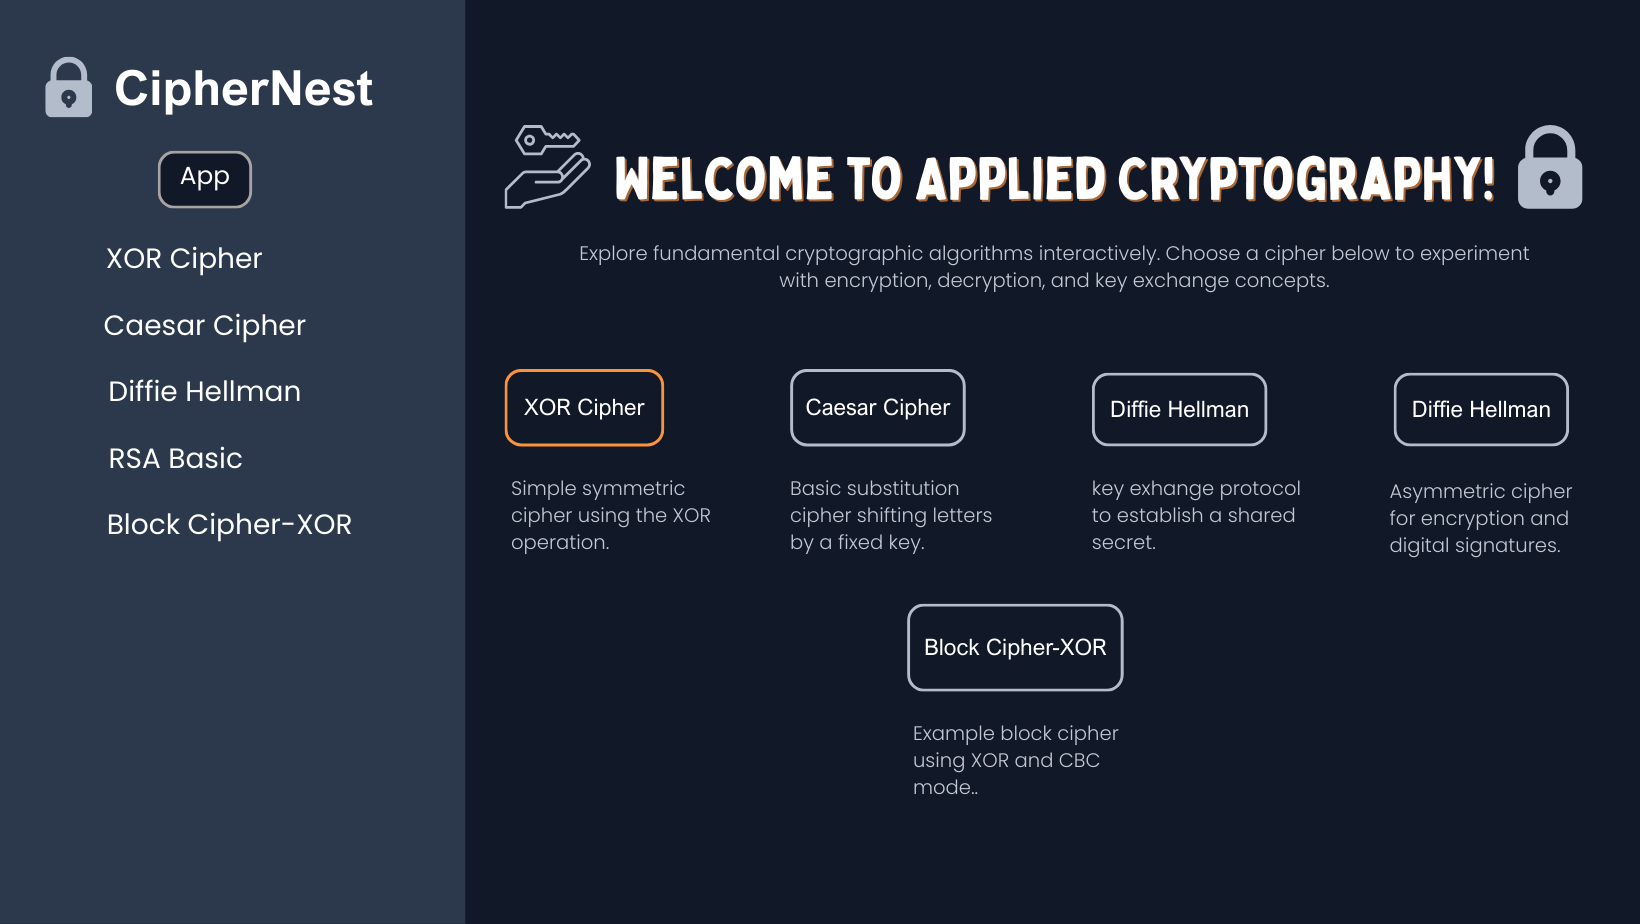 CipherNest
App
XOR Cipher
Caesar Cipher
Diffie Hellman
RSA Basic
Block Cipher-XOR
WELCOME TO APPLIED CRYPTOGRAPHY!
Explore fundamental cryptographic algorithms interactively. Choose a cipher below to experiment
with encryption, decryption, and key exchange concepts.
XOR Cipher
Simple symmetric
cipher using the XOR
operation.
Caesar Cipher
Basic substitution
cipher shifting letters
by a fixed key.
Diffie Hellman
key exhange protocol
to establish a shared
secret.
Diffie Hellman
Asymmetric cipher
for encryption and
digital signatures.
Block Cipher-XOR
Example block cipher
using XOR and CBC
mode..